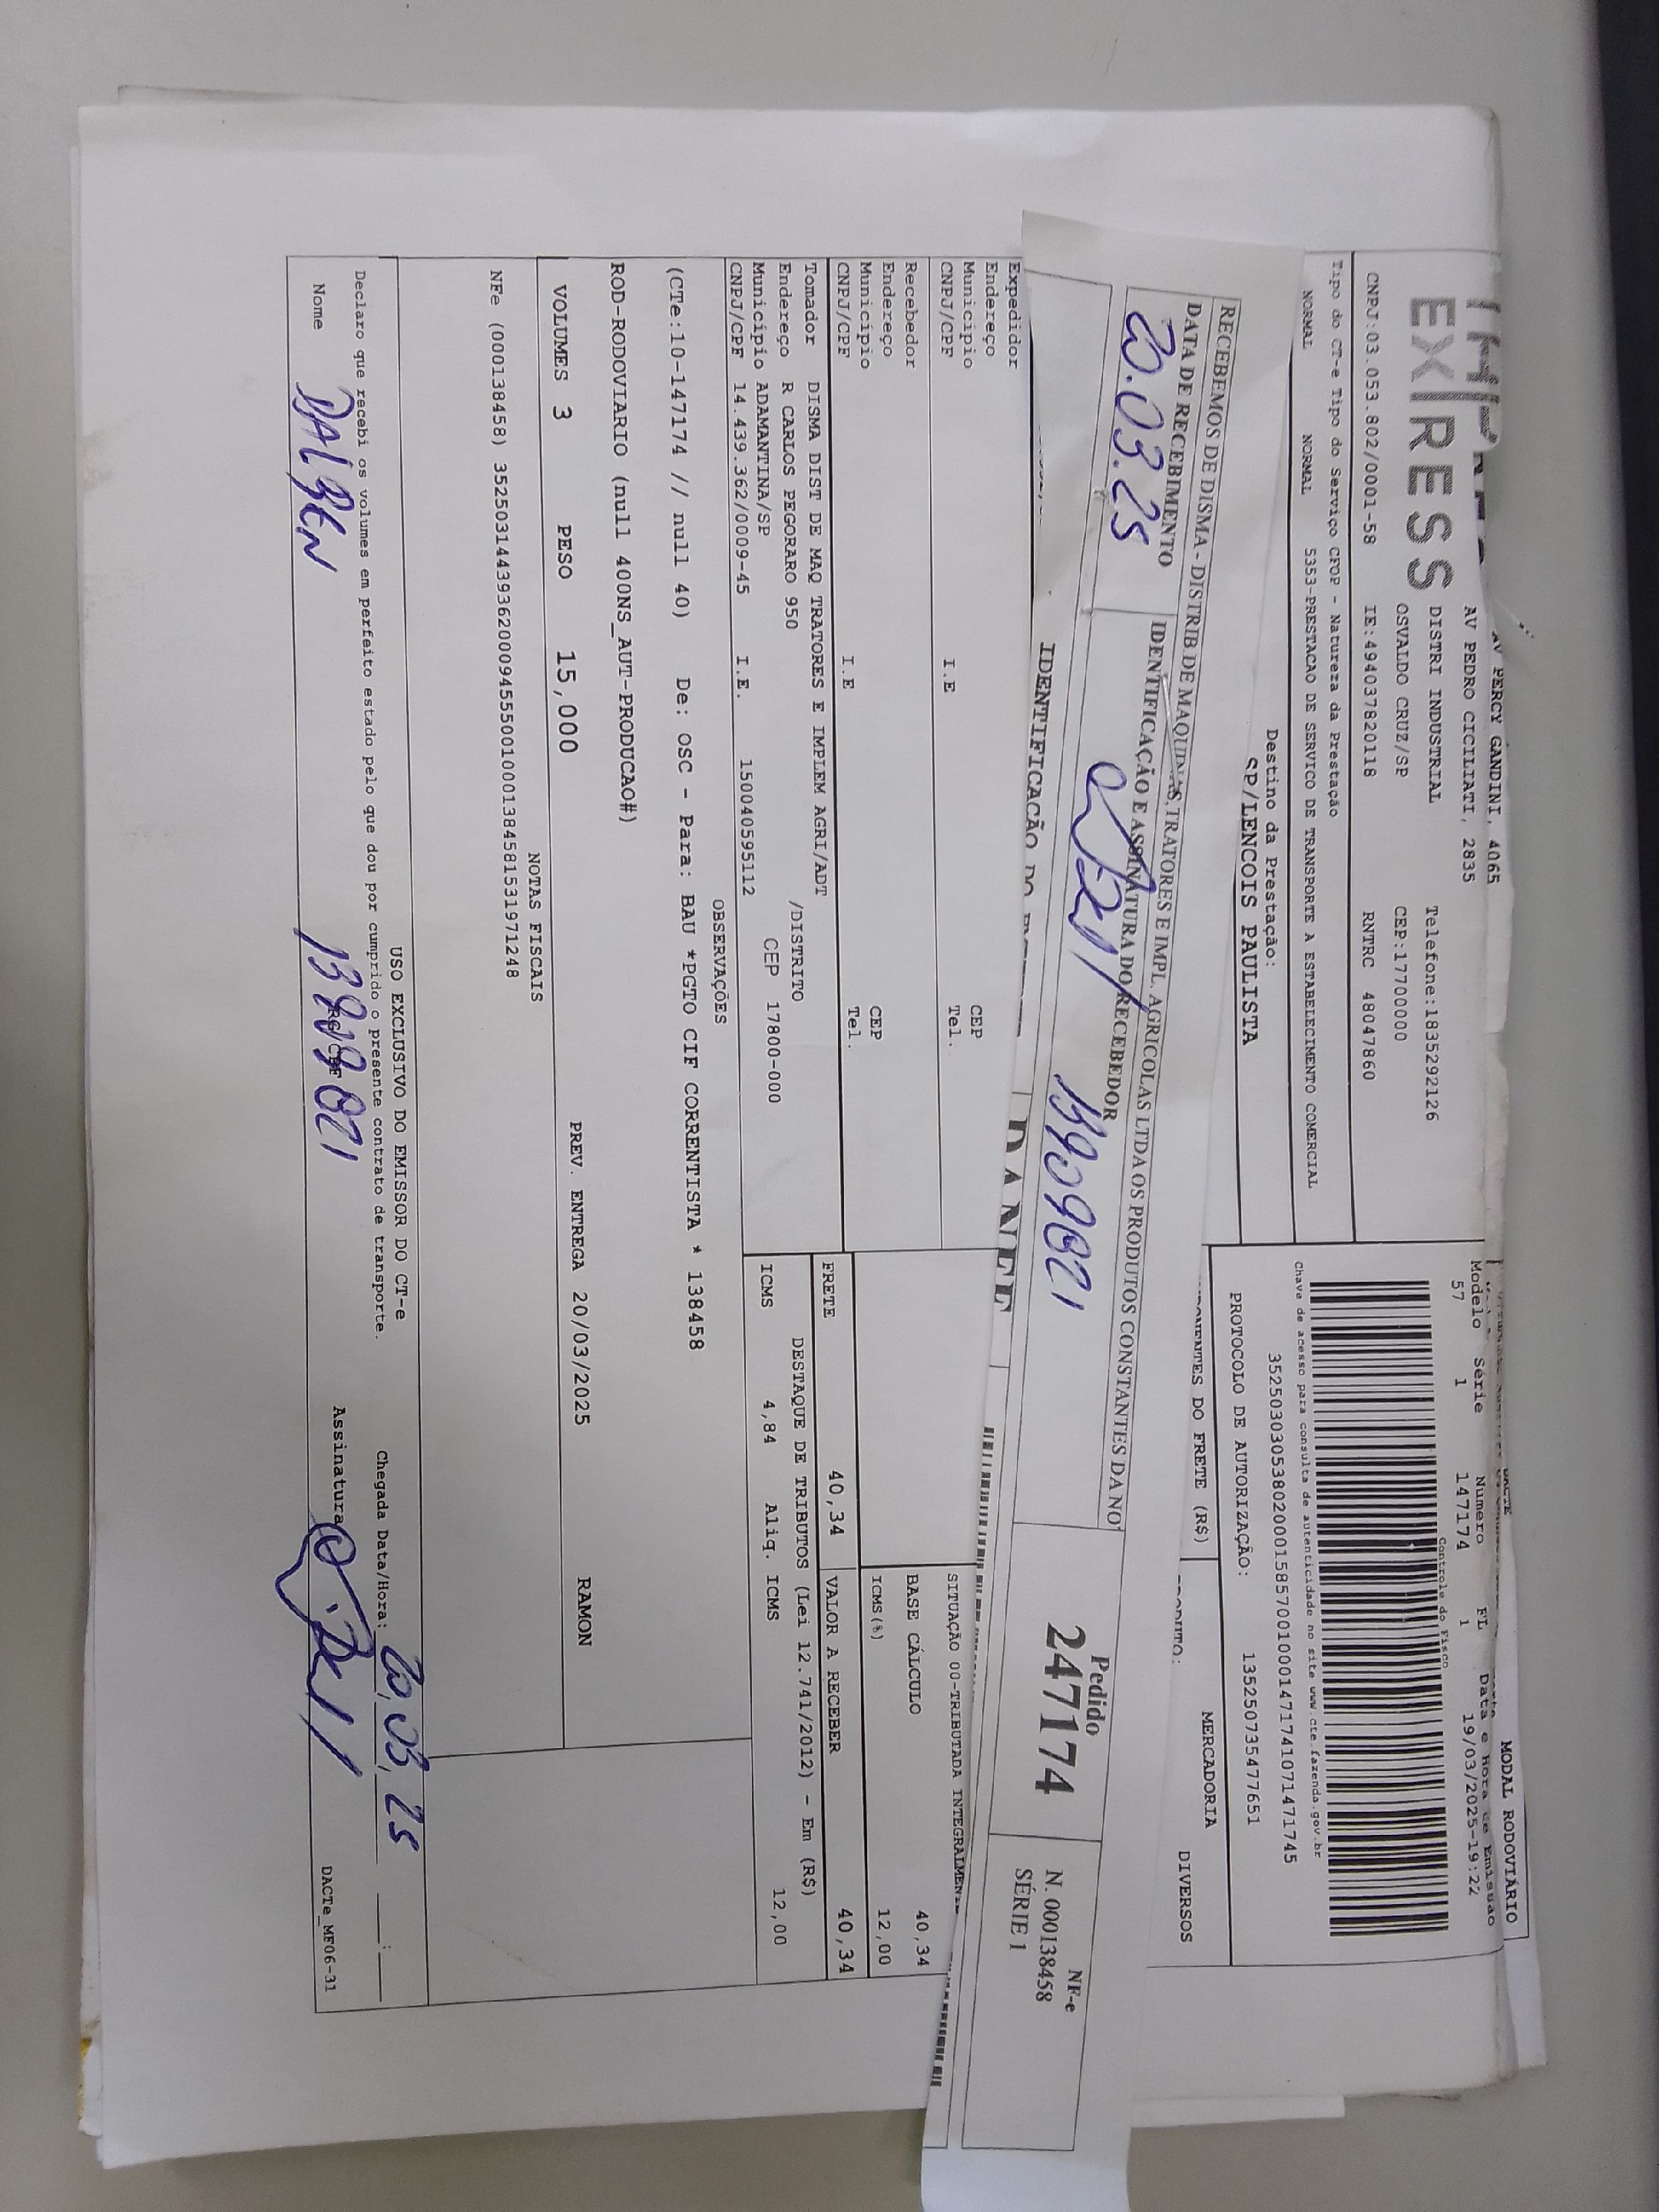 EXPRESS
AV PERCY GANDINI, 4065
AV PEDRO CICILIATI, 2835
DISTRI INDUSTRIAL Telefone:1835292126
OSVALDO CRUZ/SP CEP:17700000
CNPJ:03.053.802/0001-58 IE:494037820118 RNTRC 48047860
MODAL RODOVIÁRIO
DACTE
Modelo Série Numero FL Data e Hora de Emissão
57 1 147174 1 19/03/2025-19:22
Controle do Fisco
Chave de acesso para consulta de autenticidade no site www.cte.fazenda.gov.br
35250303053802000158570010001471741071471745
PROTOCOLO DE AUTORIZAÇÃO: 135250735477651
Tipo do CT-e Tipo do Serviço CFOP - Natureza da Prestação
NORMAL NORMAL 5353-PRESTACAO DE SERVICO DE TRANSPORTE A ESTABELECIMENTO COMERCIAL
Destino da Prestação:
SP/LENCOIS PAULISTA
DO FRETE (R$) MERCADORIA DIVERSOS
RECEBEMOS DE DISMA - DISTRIB DE MAQUINAS, TRATORES E IMPL. AGRICOLAS LTDA OS PRODUTOS CONSTANTES DA NO
DATA DE RECEBIMENTO IDENTIFICAÇÃO E ASSINATURA DO RECEBEDOR
20.03.25
Pedido
247174
NF-e
N. 000138458
SÉRIE 1
IDENTIFICAÇÃO DO
DANFE
Expedidor
Endereço
Município CEP
CNPJ/CPF I.E Tel.
Recebedor
Endereço
Município CEP
CNPJ/CPF I.E Tel.
SITUAÇÃO 00-TRIBUTADA INTEGRALMEN
BASE CÁLCULO 40,34
ICMS(%) 12,00
FRETE 40,34 VALOR A RECEBER 40,34
Tomador DISMA DIST DE MAQ TRATORES E IMPLEM AGRI/ADT
Endereço R CARLOS PEGORARO 950 /DISTRITO
Município ADAMANTINA/SP CEP 17800-000
CNPJ/CPF 14.439.362/0009-45 I.E. 150040595112
DESTAQUE DE TRIBUTOS (Lei 12.741/2012) - Em (R$)
ICMS 4,84 Aliq. ICMS 12,00
OBSERVAÇÕES
(CTe:10-147174 // null 40) De: OSC - Para: BAU *PGTO CIF CORRENTISTA * 138458
ROD-RODOVIARIO (null 400NS_AUT-PRODUCAO#)
VOLUMES 3 PESO 15,000 PREV. ENTREGA 20/03/2025 RAMON
NOTAS FISCAIS
NFe (000138458) 35250314439362000945550010001384581531971248
USO EXCLUSIVO DO EMISSOR DO CT-e
Declaro que recebi os volumes em perfeito estado pelo que dou por cumprido o presente contrato de transporte.
Chegada Data/Hora: 20,03,25
Nome RG/CPF Assinatura
DACTe_MF06-31